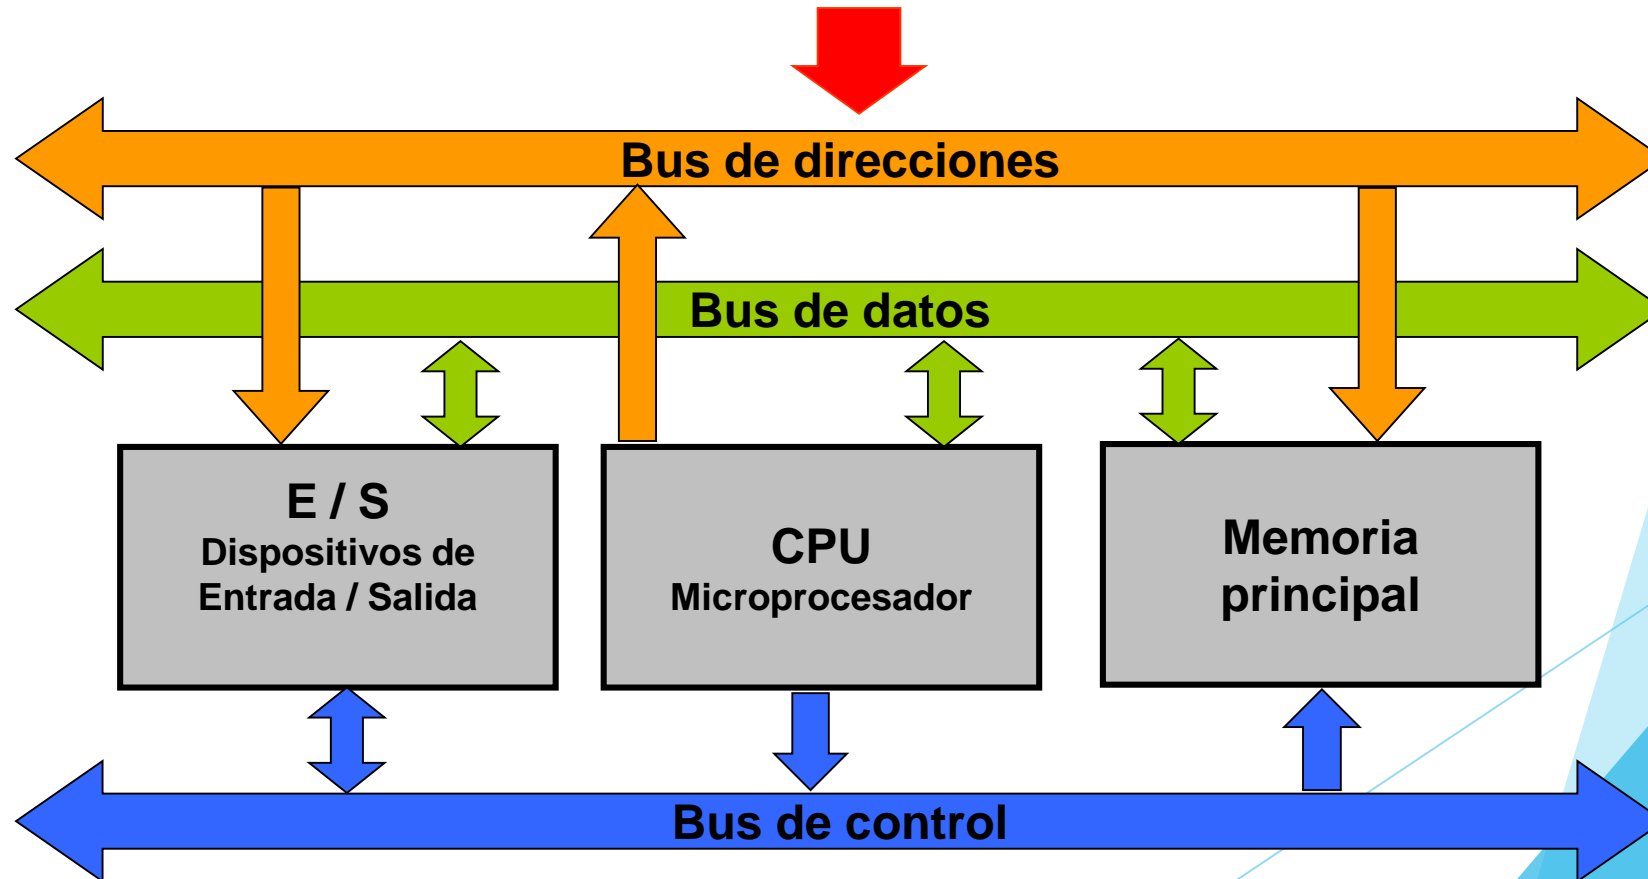 Bus de direcciones
Bus de datos
E / S
Dispositivos de
Entrada / Salida
CPU
Microprocesador
Memoria
principal
Bus de control